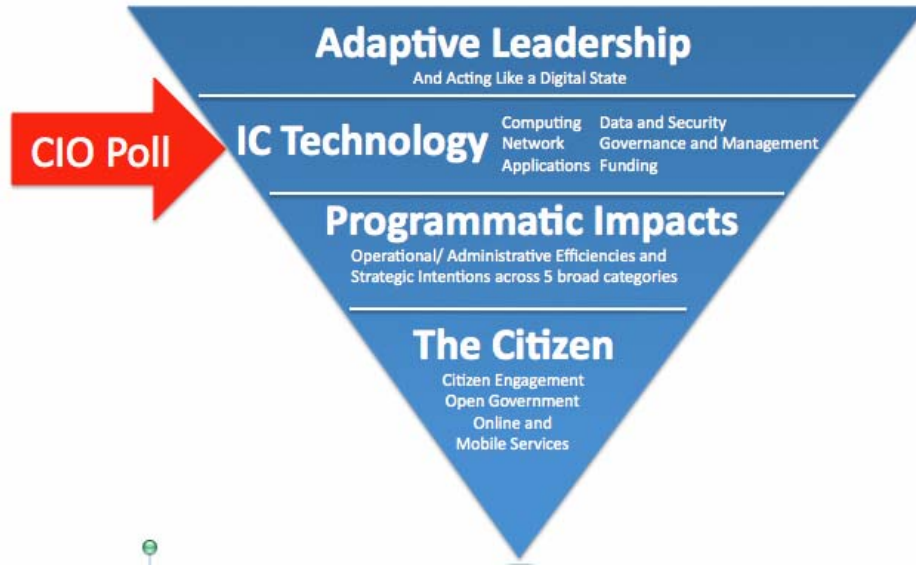 Adaptive Leadership
And Acting Like a Digital State
CIO Poll
IC Technology
Computing Data and Security
Network Governance and Management
Applications Funding
Programmatic Impacts
Operational/ Administrative Efficiencies and
Strategic Intentions across 5 broad categories
The Citizen
Citizen Engagement
Open Government
Online and
Mobile Services